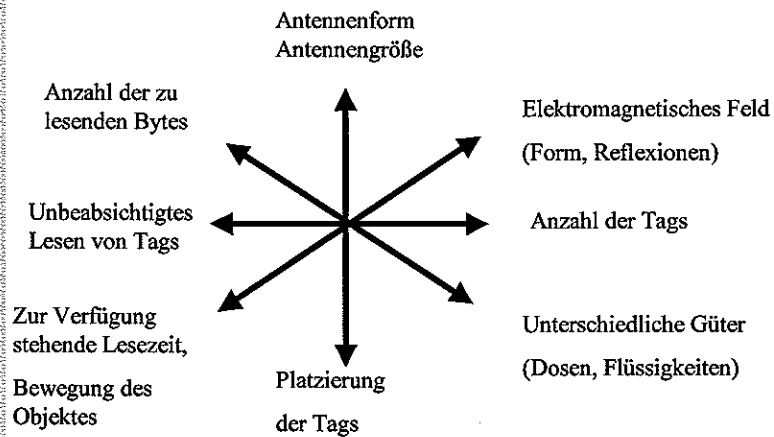 Antennenform
Antennengröße
Anzahl der zu
lesenden Bytes
Elektromagnetisches Feld
(Form, Reflexionen)
Unbeabsichtigtes
Lesen von Tags
Anzahl der Tags
Zur Verfügung
stehende Lesezeit,
Bewegung des
Objektes
Platzierung
der Tags
Unterschiedliche Güter
(Dosen, Flüssigkeiten)